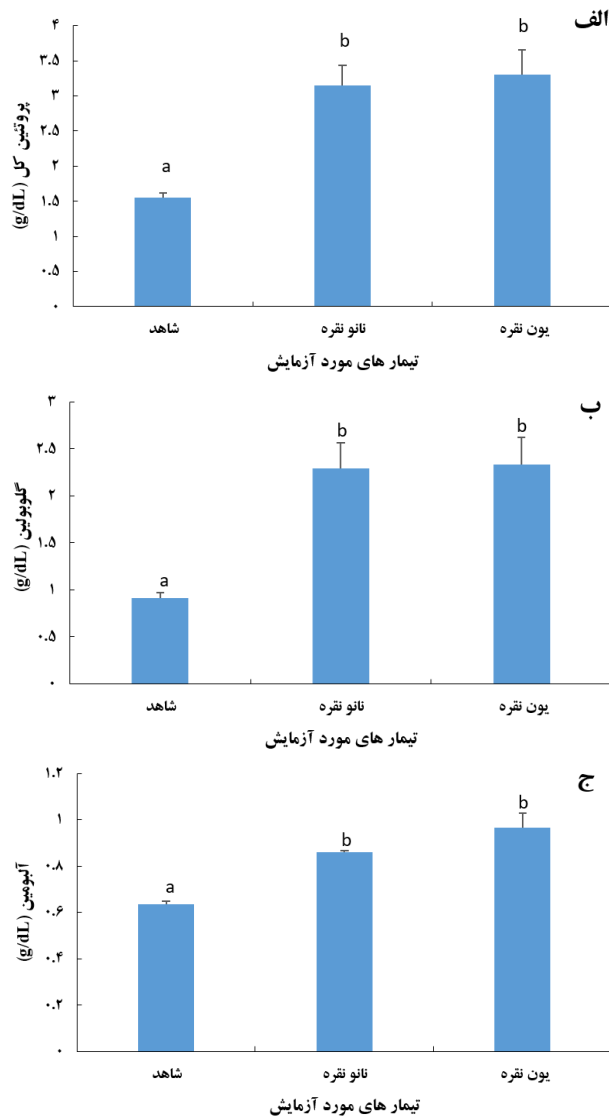 الف
پروتئین کل (g/dL)
۴
۳.۵
۳
۲.۵
۲
۱.۵
۱
۰.۵
۰
a
b
b
شاهد
نانو نقره
یون نقره
تیمار های مورد آزمایش
ب
گلوبولین (g/dL)
۳
۲.۵
۲
۱.۵
۱
۰.۵
۰
a
b
b
شاهد
نانو نقره
یون نقره
تیمار های مورد آزمایش
ج
آلبومین (g/dL)
۱.۲
۱
۰.۸
۰.۶
۰.۴
۰.۲
۰
a
b
b
شاهد
نانو نقره
یون نقره
تیمار های مورد آزمایش